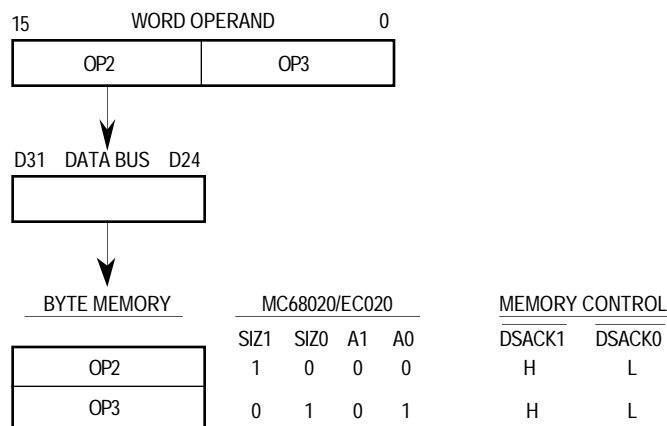 15 WORD OPERAND 0
OP2 OP3
D31 DATA BUS D24
BYTE MEMORY MC68020/EC020 MEMORY CONTROL
SIZ1 SIZ0 A1 A0 DSACK1 DSACK0
OP2 1 0 0 0 H L
OP3 0 1 0 1 H L